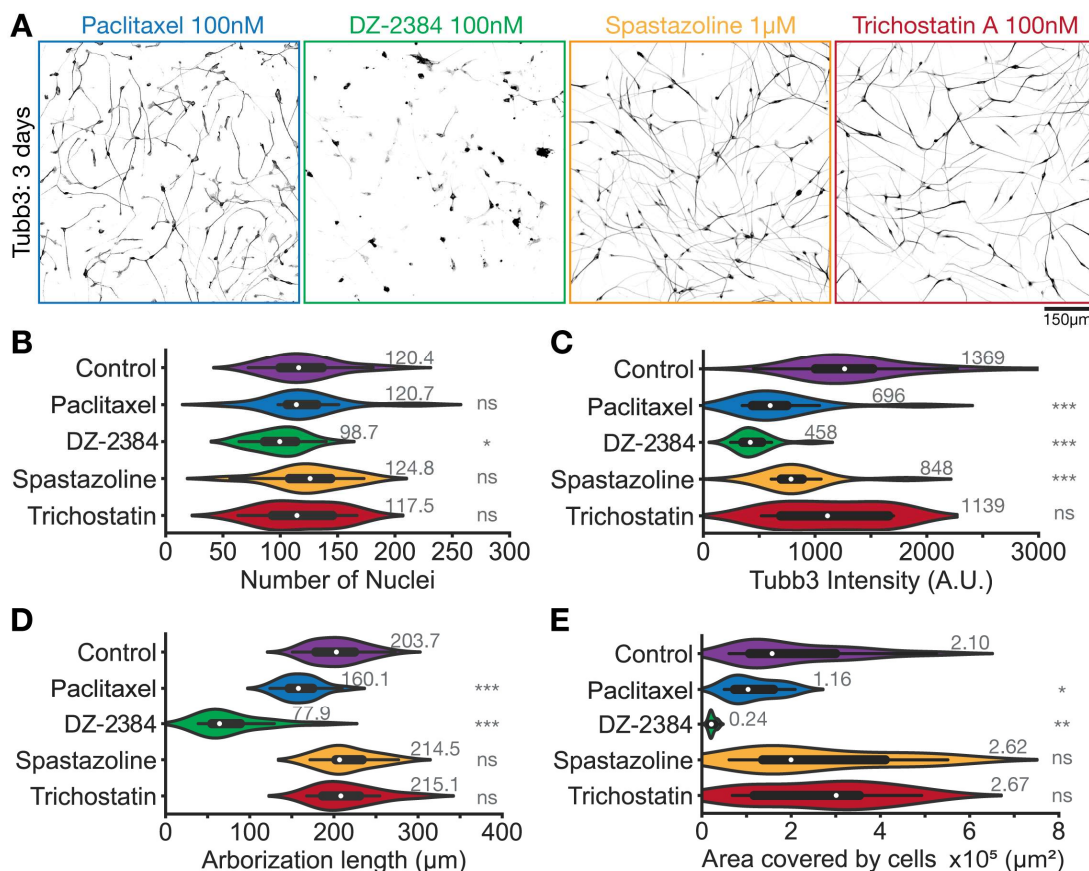 A
Paclitaxel 100nM
DZ-2384 100nM
Spastazoline 1µM
Trichostatin A 100nM
Tubb3: 3 days
150µm
B
Control
120.4
Paclitaxel
120.7
ns
DZ-2384
98.7
*
Spastazoline
124.8
ns
Trichostatin
117.5
ns
0 50 100 150 200 250 300
Number of Nuclei
C
Control
1369
Paclitaxel
696
***
DZ-2384
458
***
Spastazoline
848
***
Trichostatin
1139
ns
0 1000 2000 3000
Tubb3 Intensity (A.U.)
D
Control
203.7
Paclitaxel
160.1
***
DZ-2384
77.9
***
Spastazoline
214.5
ns
Trichostatin
215.1
ns
0 100 200 300 400
Arborization length (µm)
E
Control
2.10
Paclitaxel
1.16
*
DZ-2384
0.24
**
Spastazoline
2.62
ns
Trichostatin
2.67
ns
0 2 4 6 8
Area covered by cells x10⁵ (µm²)